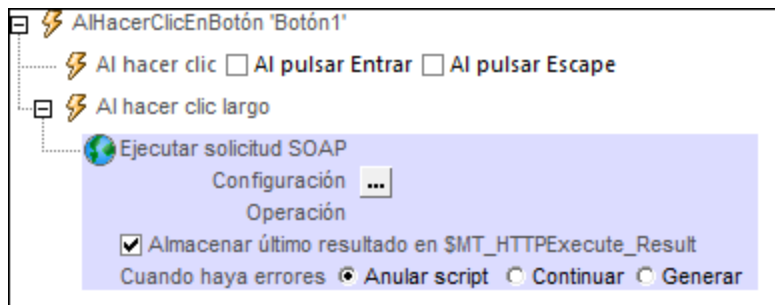 AlHacerClicEnBotón 'Botón1'
Al hacer clic Al pulsar Entrar Al pulsar Escape
Al hacer clic largo
Ejecutar solicitud SOAP
Configuración ...
Operación
Almacenar último resultado en $MT_HTTPExecute_Result
Cuando haya errores Anular script Continuar Generar